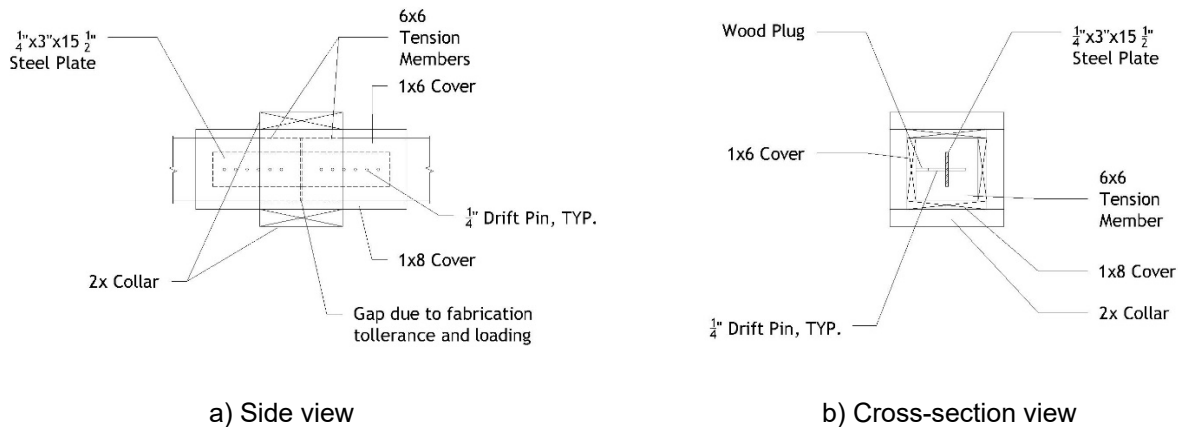 1/4"x3"x15 1/2"
Steel Plate
6x6
Tension
Members
1x6 Cover
1/4" Drift Pin, TYP.
1x8 Cover
2x Collar
Gap due to fabrication
tollerance and loading
a) Side view
Wood Plug
1/4"x3"x15 1/2"
Steel Plate
1x6 Cover
6x6
Tension
Member
1x8 Cover
2x Collar
1/4" Drift Pin, TYP.
b) Cross-section view